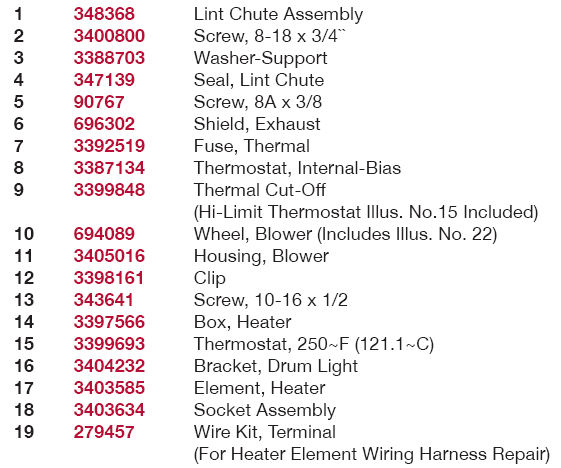 1 348368 Lint Chute Assembly
2 3400800 Screw, 8-18 x 3/4``
3 3388703 Washer-Support
4 347139 Seal, Lint Chute
5 90767 Screw, 8A x 3/8
6 696302 Shield, Exhaust
7 3392519 Fuse, Thermal
8 3387134 Thermostat, Internal-Bias
9 3399848 Thermal Cut-Off
(Hi-Limit Thermostat Illus. No.15 Included)
10 694089 Wheel, Blower (Includes Illus. No. 22)
11 3405016 Housing, Blower
12 3398161 Clip
13 343641 Screw, 10-16 x 1/2
14 3397566 Box, Heater
15 3399693 Thermostat, 250~F (121.1~C)
16 3404232 Bracket, Drum Light
17 3403585 Element, Heater
18 3403634 Socket Assembly
19 279457 Wire Kit, Terminal
(For Heater Element Wiring Harness Repair)